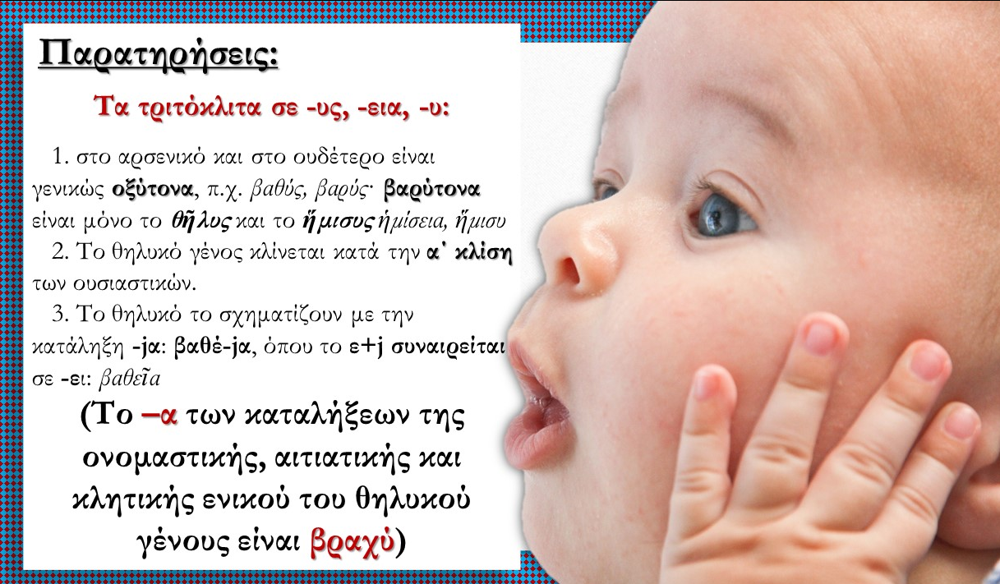 Παρατηρήσεις:
Τα τριτόκλιτα σε -υς, -εια, -υ:
1. στο αρσενικό και στο ουδέτερο είναι
γενικώς οξύτονα, π.χ. βαθύς, βαρύς· βαρύτονα
είναι μόνο το θῆλυς και το ἥμισυς ἡμίσεια, ἥμισυ
2. Το θηλυκό γένος κλίνεται κατά την α΄ κλίση
των ουσιαστικών.
3. Το θηλυκό το σχηματίζουν με την
κατάληξη -jα: βαθέ-jα, όπου το ε+j συναιρείται
σε -ει: βαθεῖα
(Το –α των καταλήξεων της
ονομαστικής, αιτιατικής και
κλητικής ενικού του θηλυκού
γένους είναι βραχύ)